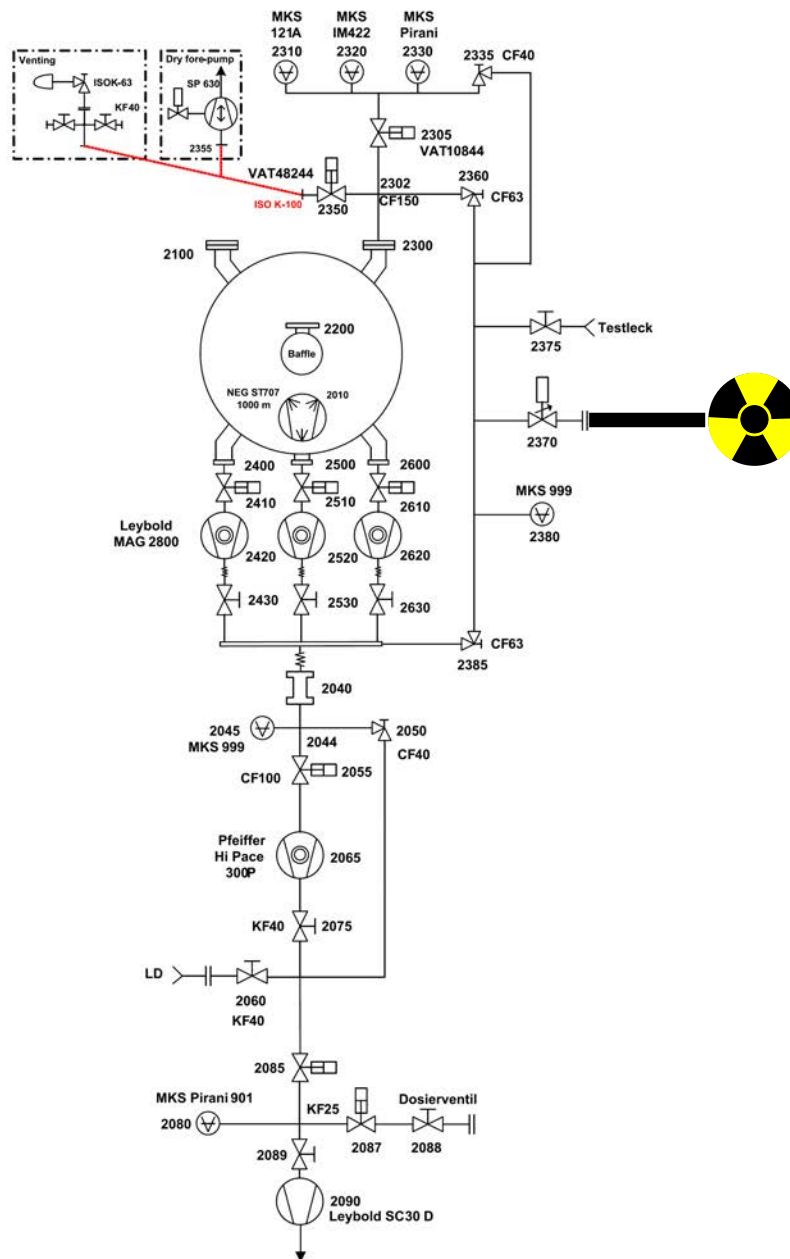 MKS
121A
2310
MKS
IM422
2320
MKS
Pirani
2330
2335
CF40
Venting
ISOK-63
KF40
Dry fore-pump
SP 630
2355
2305
VAT10844
VAT48244
2350
2302
CF150
2360
CF63
ISO K-100
2100
2300
2200
Baffle
NEG ST707
1000 m
2010
2375
Testleck
2370
2400
2500
2600
2410
2510
2610
MKS 999
2380
Leybold
MAG 2800
2420
2520
2620
2430
2530
2630
CF63
2385
2040
2045
MKS 999
2044
2050
CF40
CF100
2055
Pfeiffer
Hi Pace
300P
2065
KF40
2075
LD
2060
KF40
2085
MKS Pirani 901
2080
KF25
Dosierventil
2087
2088
2089
2090
Leybold SC30 D